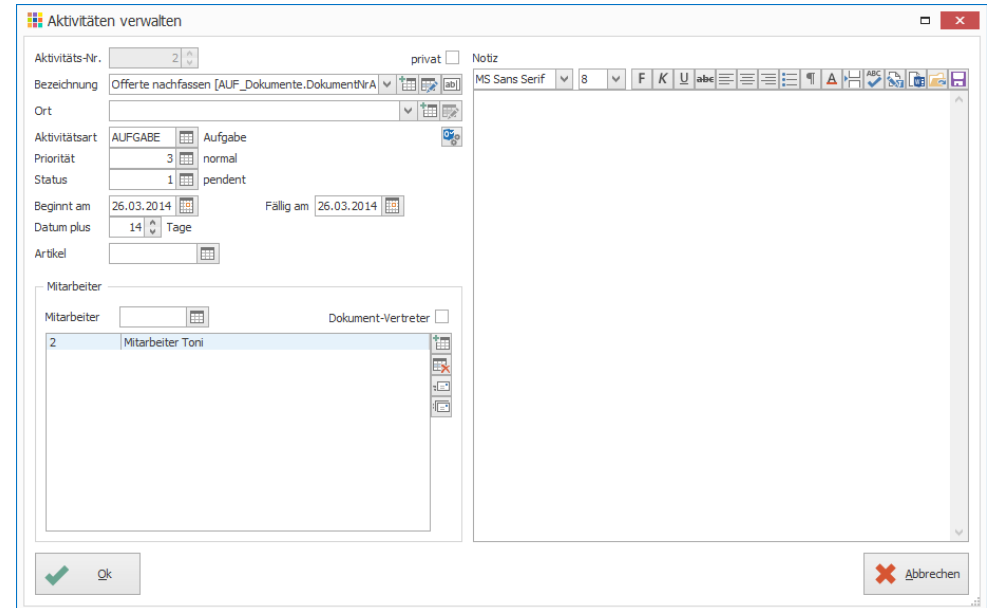 Aktivitäten verwalten
Aktivitäts-Nr. 2 privat
Bezeichnung Offerte nachfassen [AUF_Dokumente.DokumentNrA ab|
Ort
Aktivitätsart AUFGABE Aufgabe
Priorität 3 normal
Status 1 pendent
Beginnt am 26.03.2014 Fällig am 26.03.2014
Datum plus 14 Tage
Artikel
Mitarbeiter
Mitarbeiter Dokument-Vertreter
2 Mitarbeiter Toni
Notiz
MS Sans Serif 8 F K U abc ¶ A ABC
Ok
Abbrechen